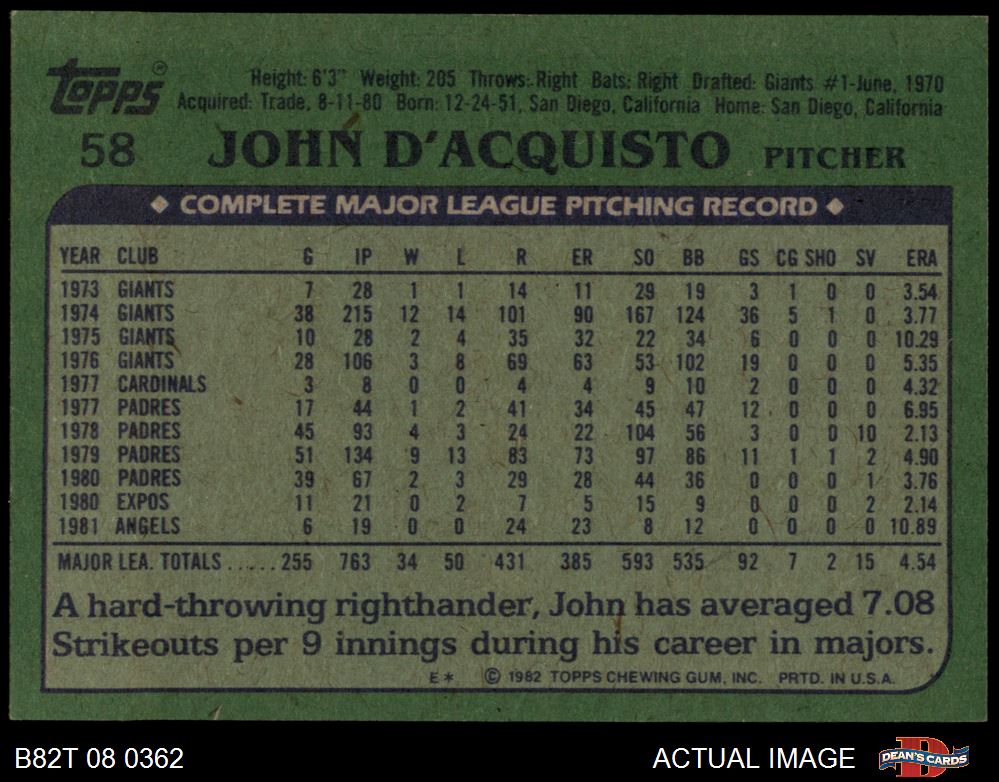 Topps® Height: 6'3" Weight: 205 Throws: Right Bats: Right Drafted: Giants #1-June, 1970
Acquired: Trade, 8-11-80 Born: 12-24-51, San Diego, California Home: San Diego, California
58 JOHN D'ACQUISTO PITCHER
◆ COMPLETE MAJOR LEAGUE PITCHING RECORD ◆
YEAR CLUB G IP W L R ER SO BB GS CG SHO SV ERA
1973 GIANTS 7 28 1 1 14 11 29 19 3 1 0 0 3.54
1974 GIANTS 38 215 12 14 101 90 167 124 36 5 1 0 3.77
1975 GIANTS 10 28 2 4 35 32 22 34 6 0 0 0 10.29
1976 GIANTS 28 106 3 8 69 63 53 102 19 0 0 0 5.35
1977 CARDINALS 3 8 0 0 4 4 9 10 2 0 0 0 4.32
1977 PADRES 17 44 1 2 41 34 45 47 12 0 0 0 6.95
1978 PADRES 45 93 4 3 24 22 104 56 3 0 0 10 2.13
1979 PADRES 51 134 9 13 83 73 97 86 11 1 1 2 4.90
1980 PADRES 39 67 2 3 29 28 44 36 0 0 0 1 3.76
1980 EXPOS 11 21 0 2 7 5 15 9 0 0 0 2 2.14
1981 ANGELS 6 19 0 0 24 23 8 12 0 0 0 0 10.89
MAJOR LEA. TOTALS ..... 255 763 34 50 431 385 593 535 92 7 2 15 4.54
A hard-throwing righthander, John has averaged 7.08
Strikeouts per 9 innings during his career in majors.
E* © 1982 TOPPS CHEWING GUM, INC. PRTD. IN U.S.A.
B82T 08 0362 ACTUAL IMAGE DEAN'S CARDS